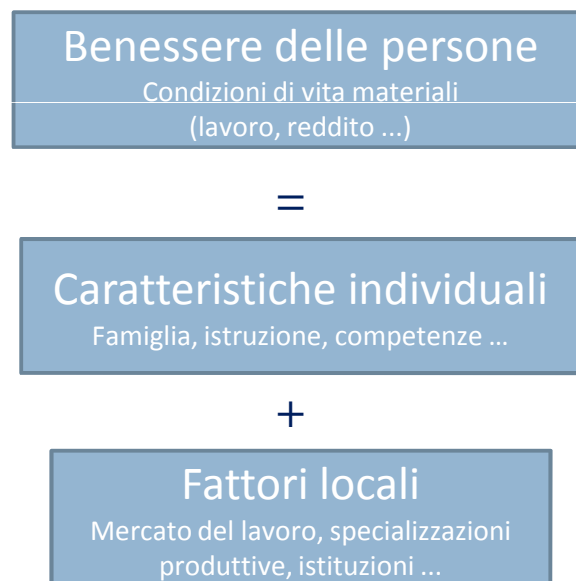 Benessere delle persone
Condizioni di vita materiali
(lavoro, reddito ...)
=
Caratteristiche individuali
Famiglia, istruzione, competenze ...
+
Fattori locali
Mercato del lavoro, specializzazioni
produttive, istituzioni ...